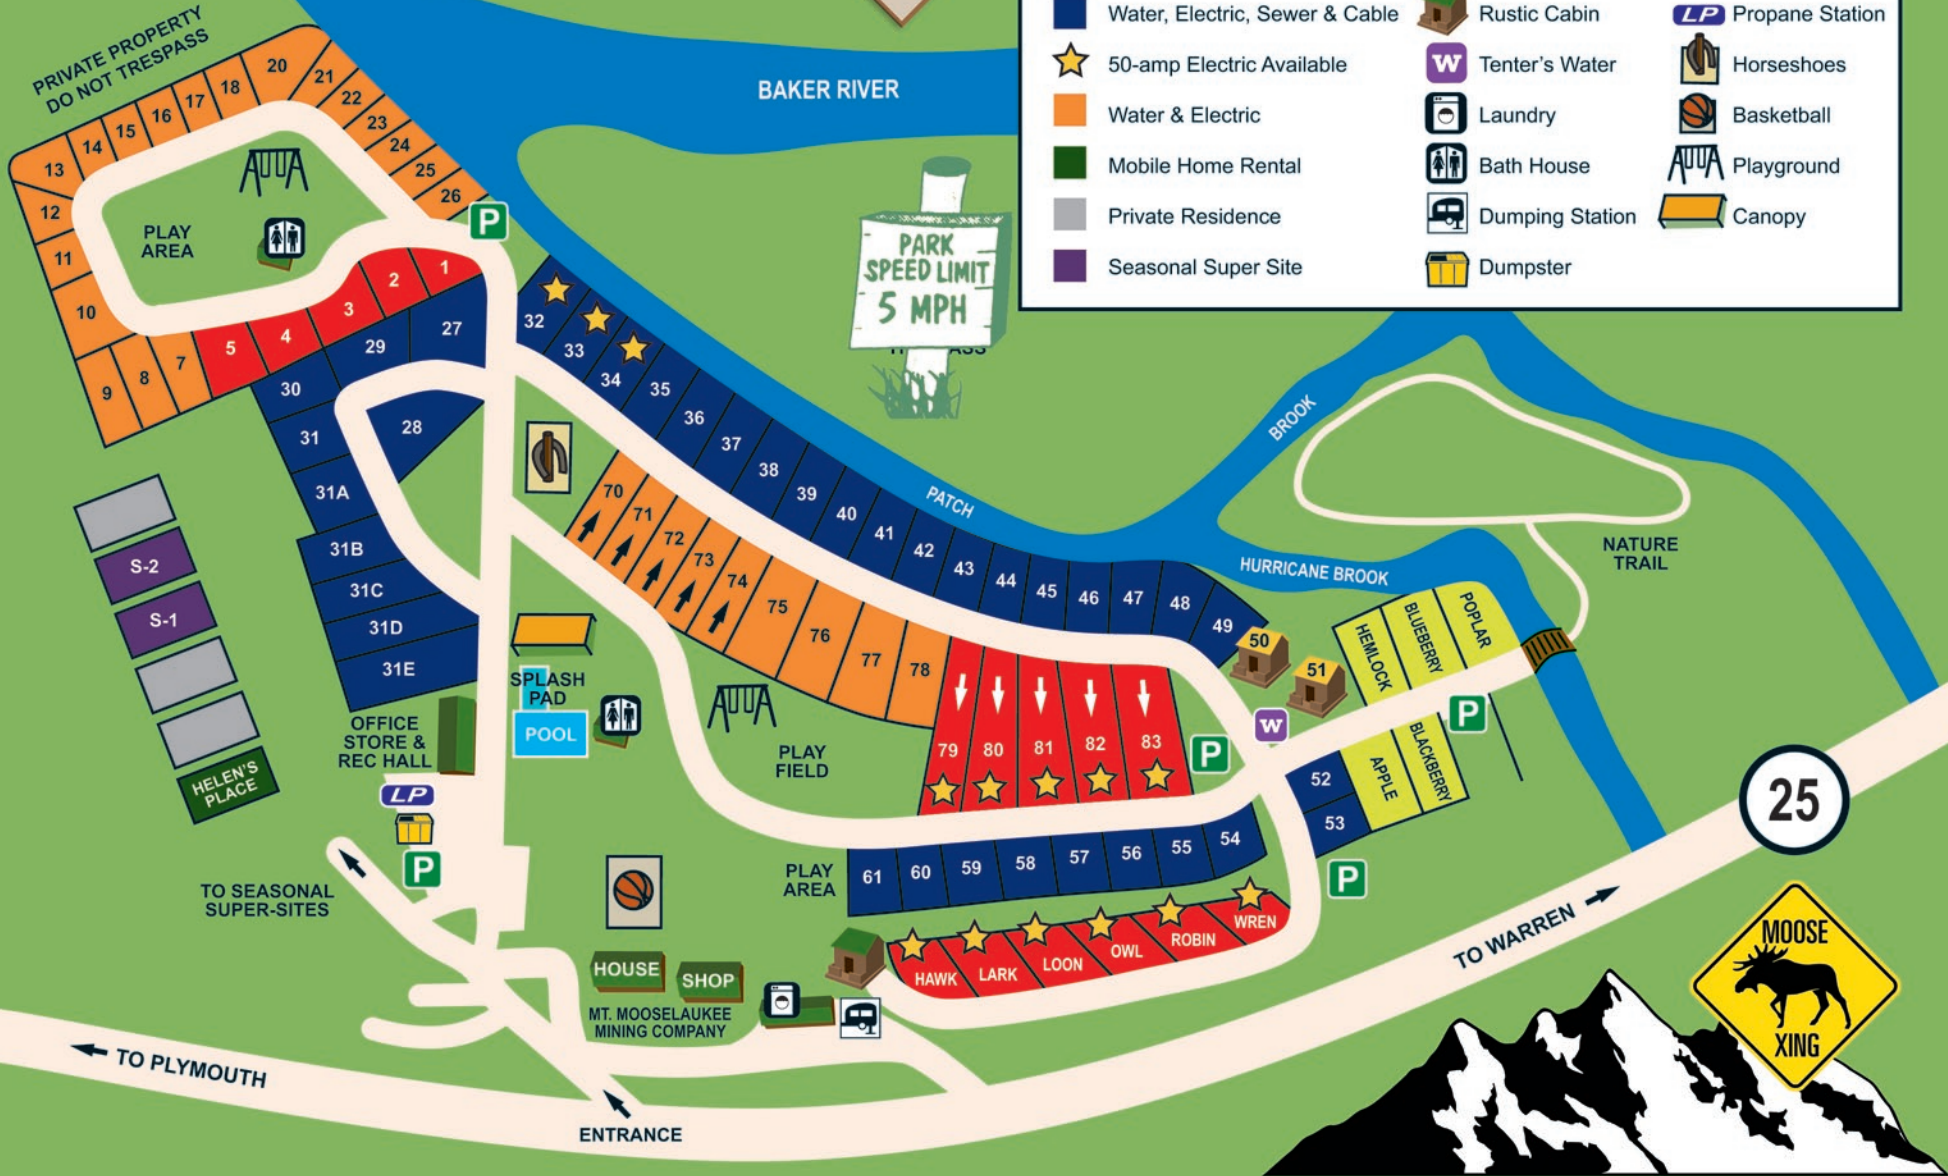 PRIVATE PROPERTY
DO NOT TRESPASS
BAKER RIVER
Water, Electric, Sewer & Cable
50-amp Electric Available
Water & Electric
Mobile Home Rental
Private Residence
Seasonal Super Site
Rustic Cabin
W Tenter's Water
Laundry
Bath House
Dumping Station
Dumpster
LP Propane Station
Horseshoes
Basketball
Playground
Canopy
PARK
SPEED LIMIT
5 MPH
20
21
22
23
24
25
26
18
17
16
15
14
13
12
11
10
9
8
7
5
4
3
2
1
PLAY
AREA
P
27
29
30
31
31A
31B
31C
31D
31E
28
32
33
34
35
36
37
38
39
40
41
42
43
44
45
46
47
48
49
50
51
PATCH
BROOK
HURRICANE BROOK
NATURE
TRAIL
70
71
72
73
74
75
76
77
78
79
80
81
82
83
P
W
HEMLOCK
BLUEBERRY
POPLAR
APPLE
BLACKBERRY
P
52
53
P
S-2
S-1
HELEN'S
PLACE
SPLASH
PAD
POOL
OFFICE
STORE &
REC HALL
LP
P
PLAY
FIELD
PLAY
AREA
61
60
59
58
57
56
55
54
HAWK
LARK
LOON
OWL
ROBIN
WREN
TO SEASONAL
SUPER-SITES
HOUSE
SHOP
MT. MOOSELAUKEE
MINING COMPANY
25
TO WARREN
TO PLYMOUTH
ENTRANCE
MOOSE
XING